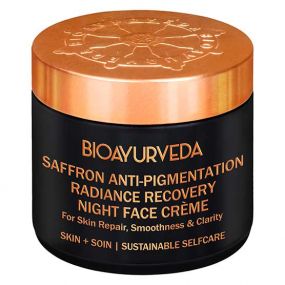 BIOAYURVEDA
SAFFRON ANTI-PIGMENTATION
RADIANCE RECOVERY
NIGHT FACE CRÈME
For Skin Repair, Smoothness & Clarity
SKIN + SOIN | SUSTAINABLE SELFCARE